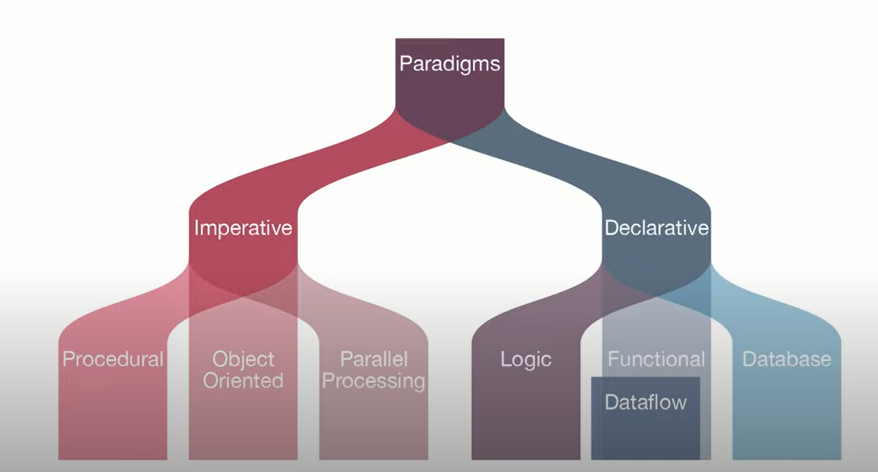 Paradigms
Imperative
Declarative
Procedural
Object
Oriented
Parallel
Processing
Logic
Functional
Database
Dataflow